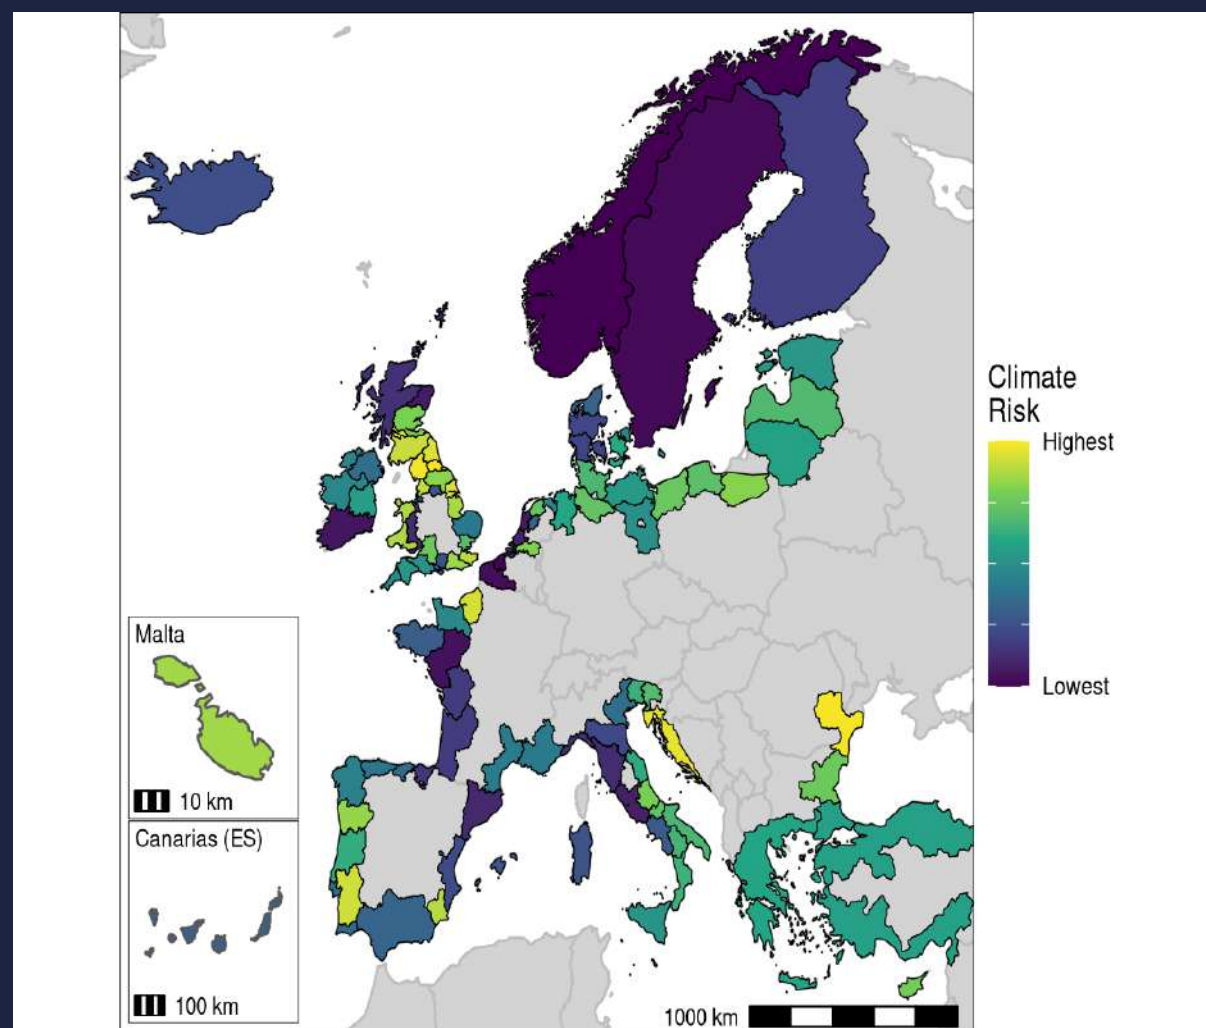 Climate
Risk
Highest
Lowest
Malta
10 km
Canarias (ES)
100 km
1000 km